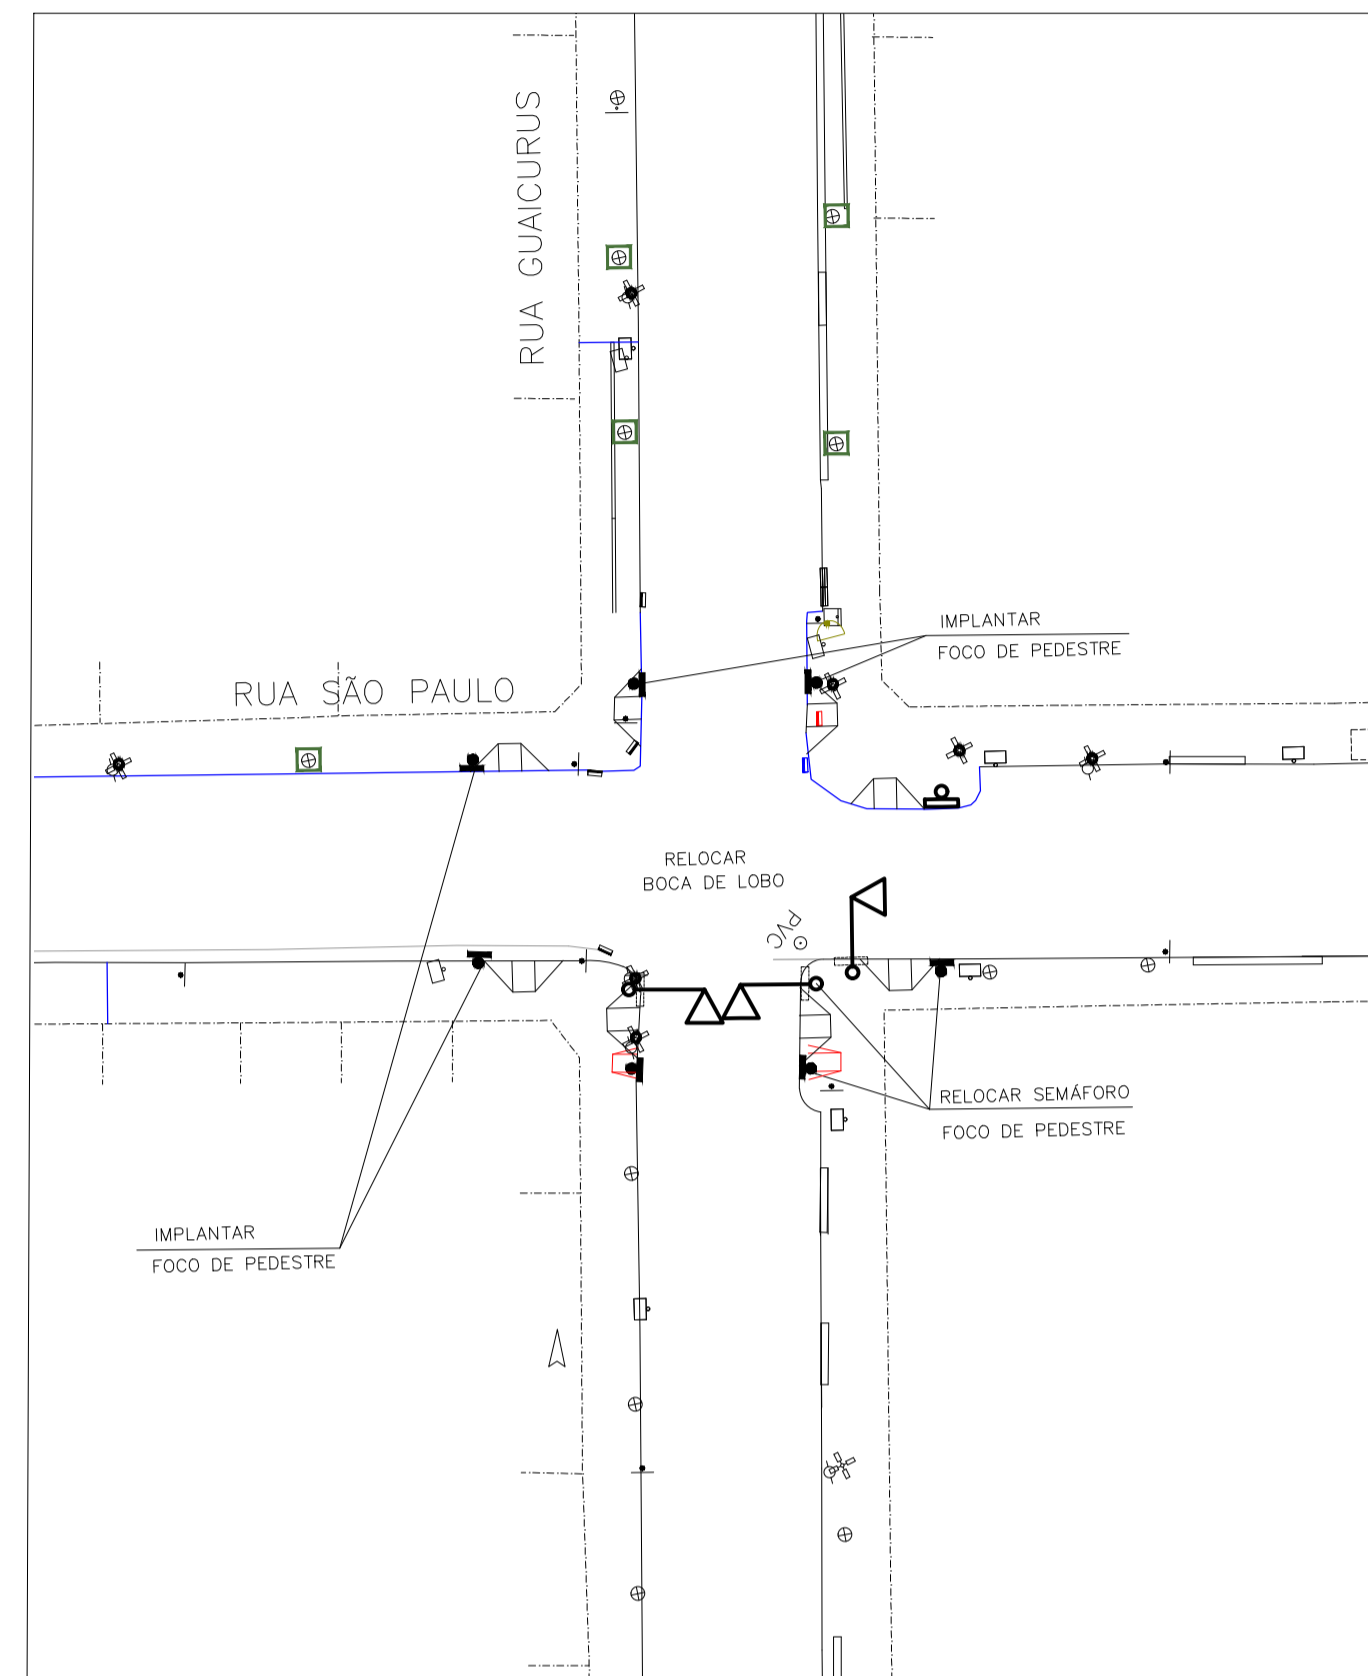 RUA GUAICURUS
IMPLANTAR
FOCO DE PEDESTRE
RUA SÃO PAULO
RELOCAR
BOCA DE LOBO
PVC
RELOCAR SEMÁFORO
FOCO DE PEDESTRE
IMPLANTAR
FOCO DE PEDESTRE